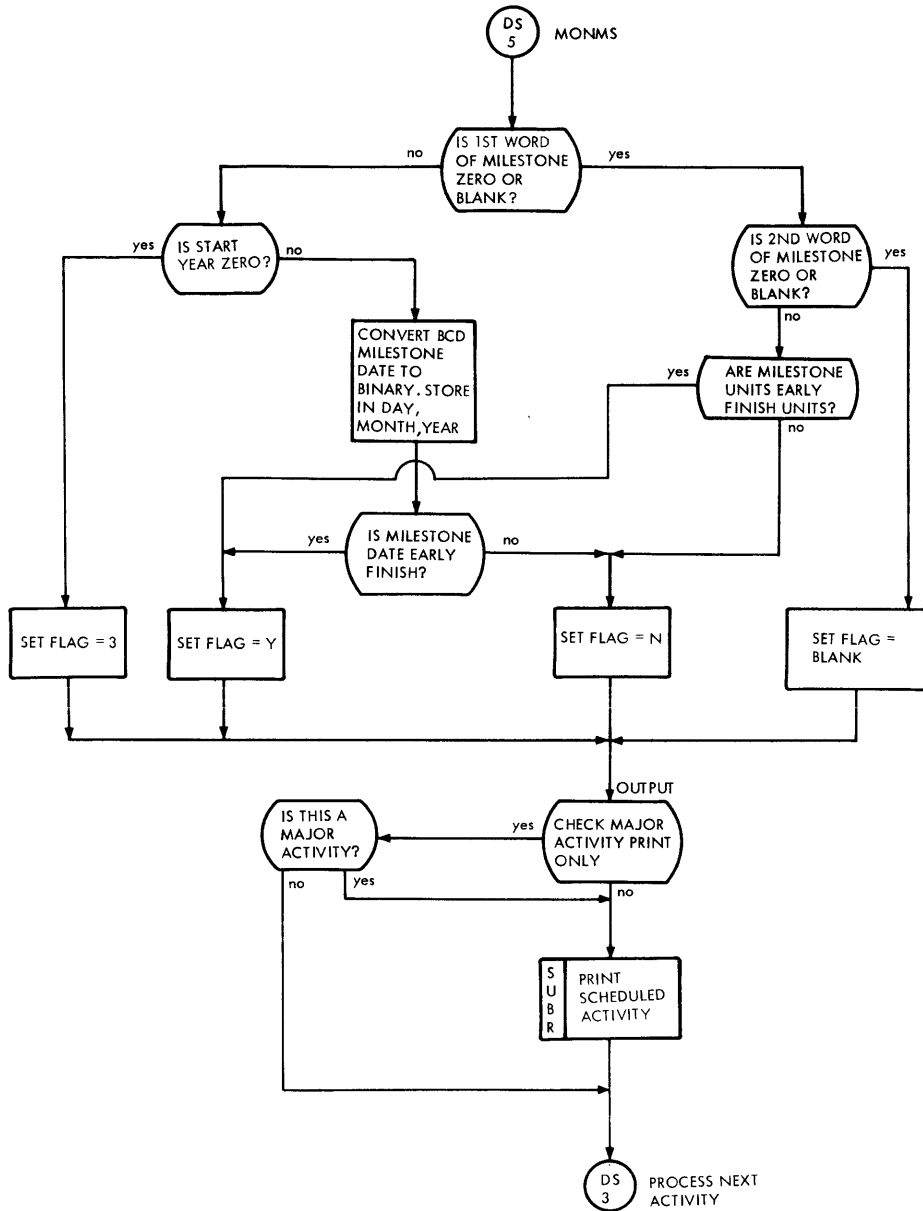 DS
5
MONMS
IS 1ST WORD
OF MILESTONE
ZERO OR
BLANK?
no
yes
IS START
YEAR ZERO?
yes
no
IS 2ND WORD
OF MILESTONE
ZERO OR
BLANK?
yes
no
CONVERT BCD
MILESTONE
DATE TO
BINARY. STORE
IN DAY,
MONTH, YEAR
ARE MILESTONE
UNITS EARLY
FINISH UNITS?
yes
no
IS MILESTONE
DATE EARLY
FINISH?
yes
no
SET FLAG = 3
SET FLAG = Y
SET FLAG = N
SET FLAG =
BLANK
OUTPUT
CHECK MAJOR
ACTIVITY PRINT
ONLY
yes
no
IS THIS A
MAJOR
ACTIVITY?
no
yes
SUBR
PRINT
SCHEDULED
ACTIVITY
DS
3
PROCESS NEXT
ACTIVITY